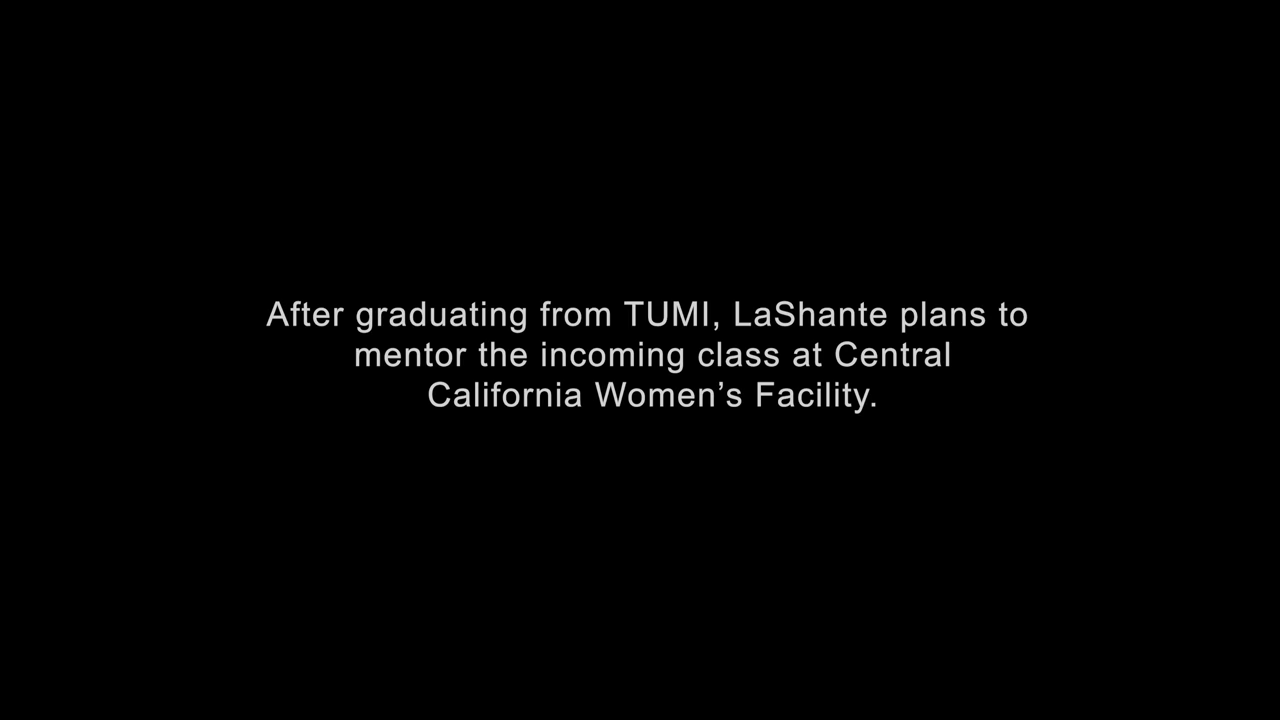 After graduating from TUMI, LaShante plans to
mentor the incoming class at Central
California Women’s Facility.